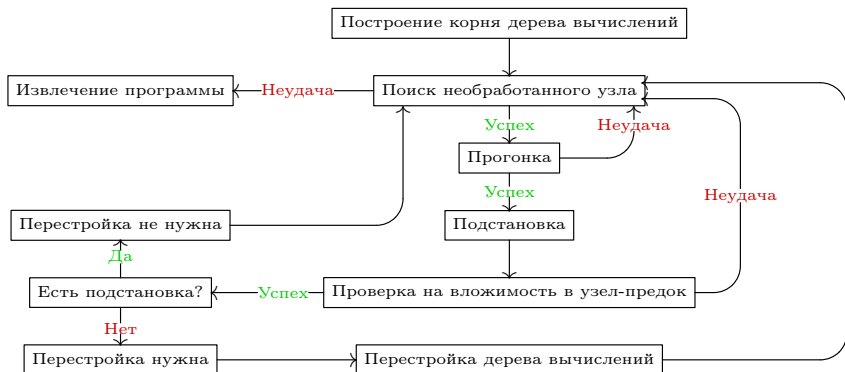 Построение корня дерева вычислений
Извлечение программы
Неудача
Поиск необработанного узла
Успех
Неудача
Прогонка
Успех
Неудача
Перестройка не нужна
Подстановка
Да
Есть подстановка?
Успех
Проверка на вложимость в узел-предок
Нет
Перестройка нужна
Перестройка дерева вычислений